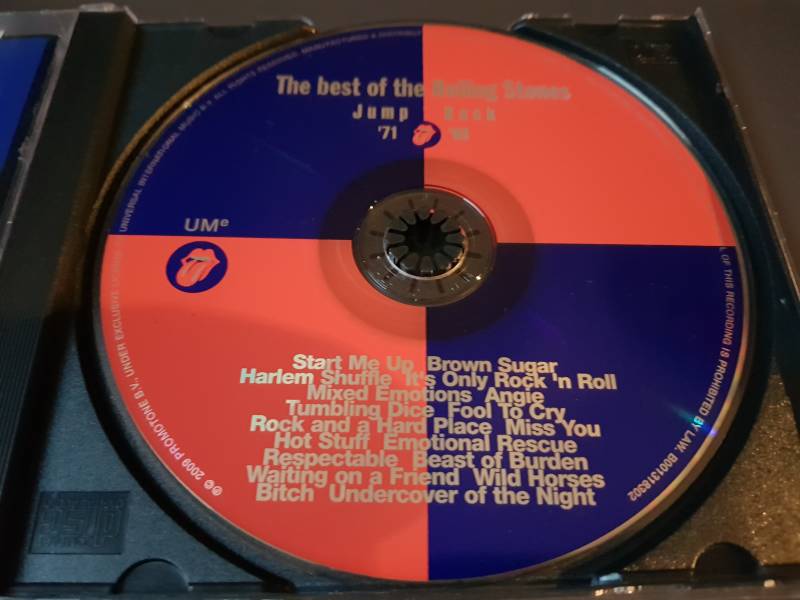 The best of the Rolling Stones
Jump Back
'71 '93
UMe
Start Me Up Brown Sugar
Harlem Shuffle It's Only Rock 'n Roll
Mixed Emotions Angie
Tumbling Dice Fool To Cry
Rock and a Hard Place Miss You
Hot Stuff Emotional Rescue
Respectable Beast of Burden
Waiting on a Friend Wild Horses
Bitch Undercover of the Night
℗© 2009 PROMOTONE B.V., UNDER EXCLUSIVE LICENSE UNIVERSAL INTERNATIONAL MUSIC B.V. ALL RIGHTS RESERVED. MANUFACTURED & DISTRIBUT
L OF THIS RECORDING IS PROHIBITED BY LAW. B001318302